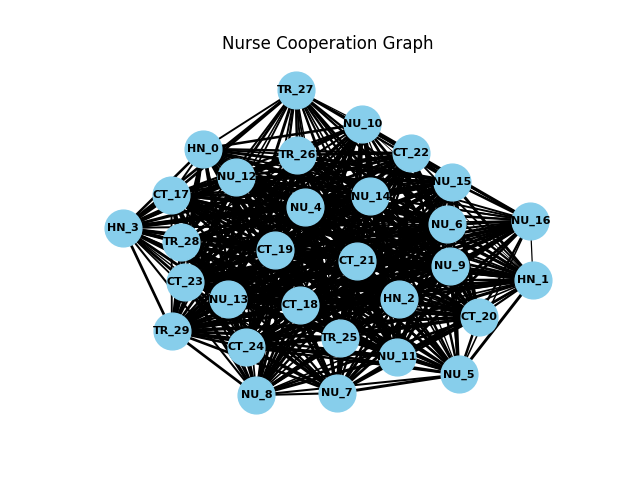 Nurse Cooperation Graph
TR_27
NU_10
HN_0
TR_26
CT_22
NU_12
NU_15
CT_17
NU_14
NU_4
NU_16
HN_3
NU_6
TR_28
CT_19
CT_21
NU_9
HN_1
CT_23
NU_13
HN_2
CT_18
CT_20
TR_29
TR_25
CT_24
NU_11
NU_5
NU_8
NU_7